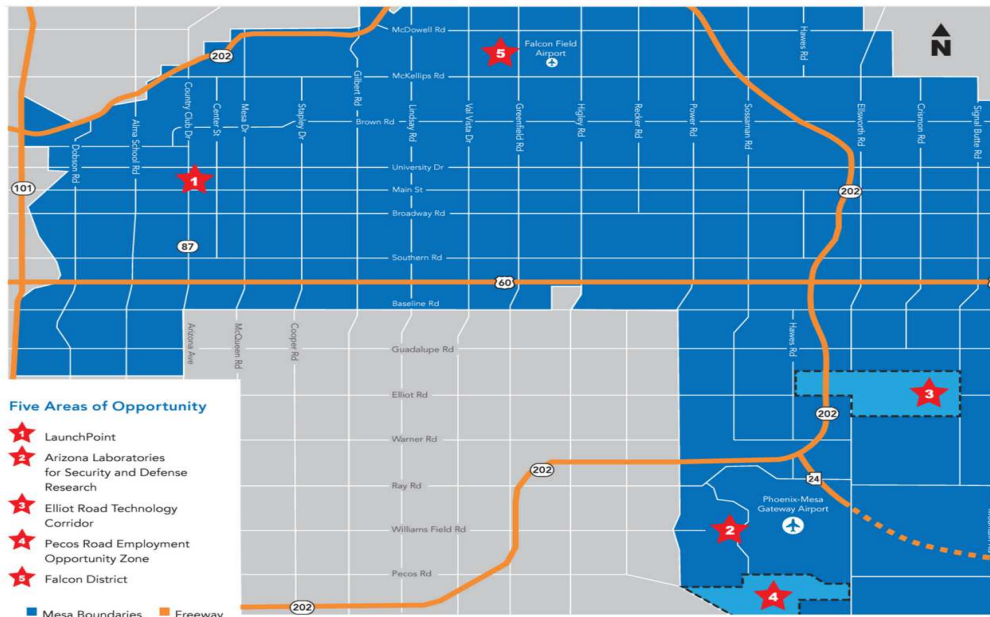 McDowell Rd
5
Falcon Field
Airport
Hawes Rd
N
202
McKellips Rd
Gilbert Rd
Country Club Dr
Center St
Mesa Dr
Stapley Dr
Brown Rd
Lindsay Rd
Val Vista Dr
Greenfield Rd
Higley Rd
Recker Rd
Power Rd
Sossaman Rd
Ellsworth Rd
Crismon Rd
Signal Butte Rd
Dobson Rd
Alma School Rd
University Dr
101
1
Main St
202
Broadway Rd
87
Southern Rd
60
Baseline Rd
Arizona Ave
McQueen Rd
Cooper Rd
Guadalupe Rd
Hawes Rd
Elliot Rd
3
202
Warner Rd
202
24
Ray Rd
Phoenix-Mesa
Gateway Airport
Williams Field Rd
2
Pecos Rd
4
202
Five Areas of Opportunity
1 LaunchPoint
2 Arizona Laboratories
for Security and Defense
Research
3 Elliot Road Technology
Corridor
4 Pecos Road Employment
Opportunity Zone
5 Falcon District
Mesa Boundaries Freeway